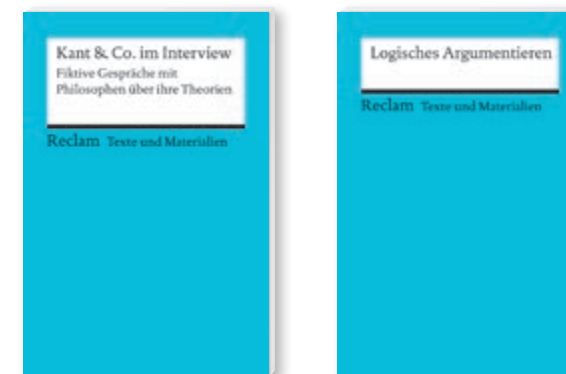 Kant & Co. im Interview
Fiktive Gespräche mit
Philosophen über ihre Theorien
Reclam Texte und Materialien
Logisches Argumentieren
Reclam Texte und Materialien